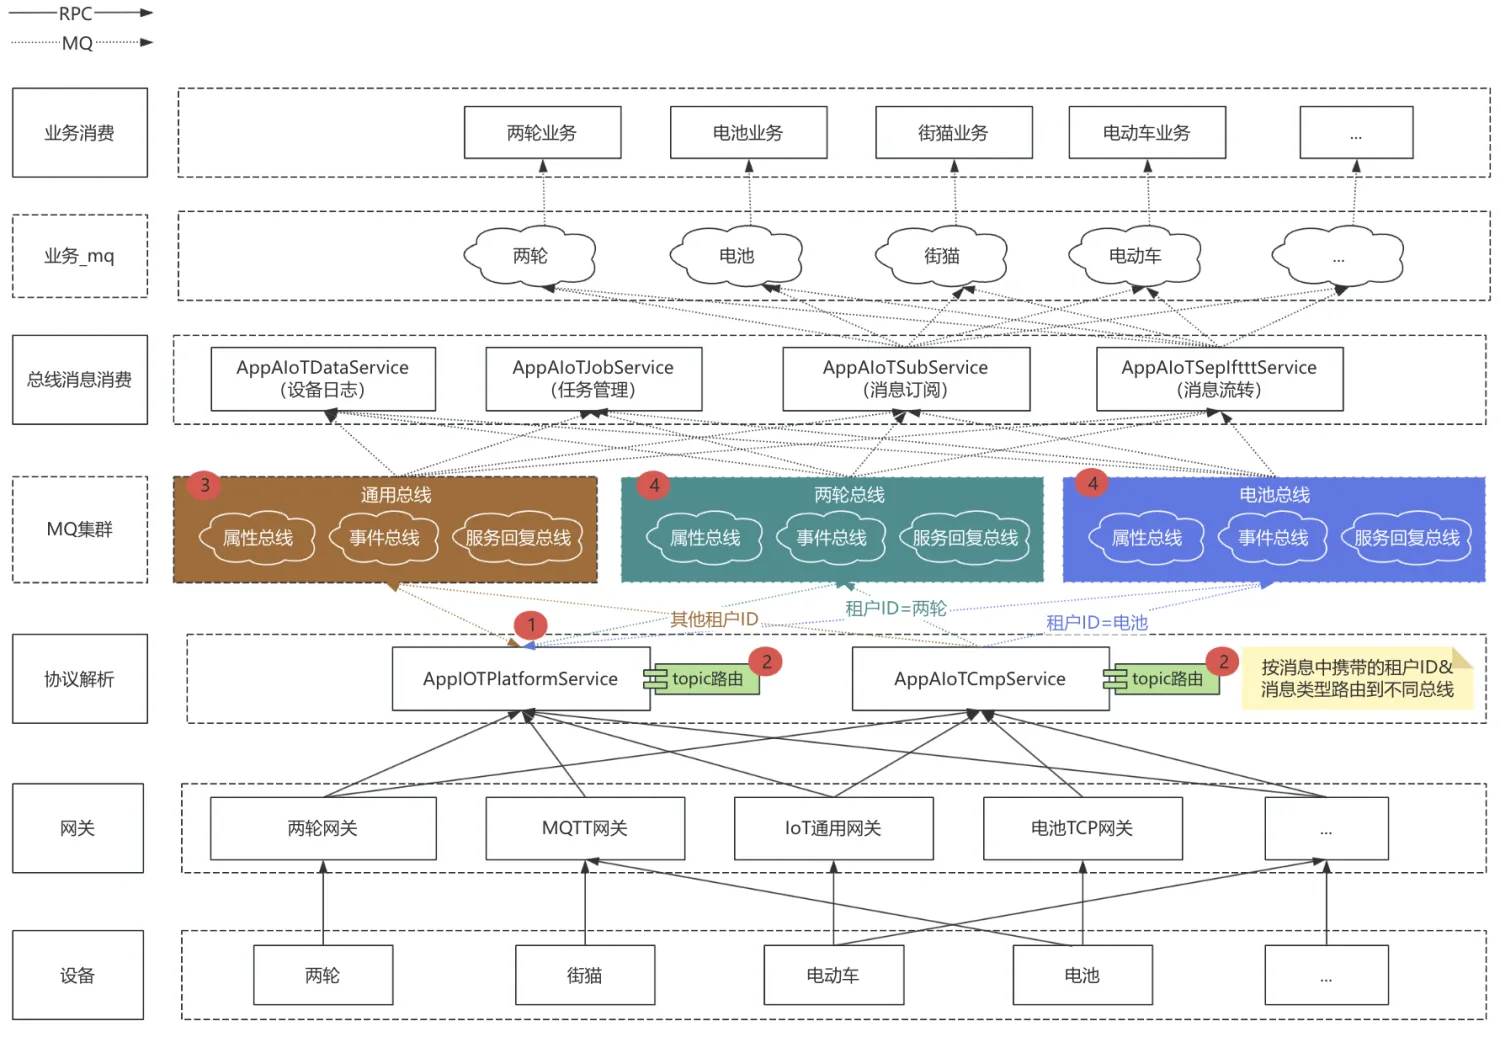 RPC
MQ
业务消费
两轮业务
电池业务
街猫业务
电动车业务
...
业务_mq
两轮
电池
街猫
电动车
...
总线消息消费
AppAIoTDataService
（设备日志）
AppAIoTJobService
（任务管理）
AppAIoTSubService
（消息订阅）
AppAIoTSepIftttService
（消息流转）
MQ集群
3
通用总线
属性总线
事件总线
服务回复总线
4
两轮总线
属性总线
事件总线
服务回复总线
4
电池总线
属性总线
事件总线
服务回复总线
其他租户ID
租户ID=两轮
租户ID=电池
协议解析
1
AppIOTPlatformService
2
topic路由
AppAIoTCmpService
2
topic路由
按消息中携带的租户ID&
消息类型路由到不同总线
网关
两轮网关
MQTT网关
IoT通用网关
电池TCP网关
...
设备
两轮
街猫
电动车
电池
...